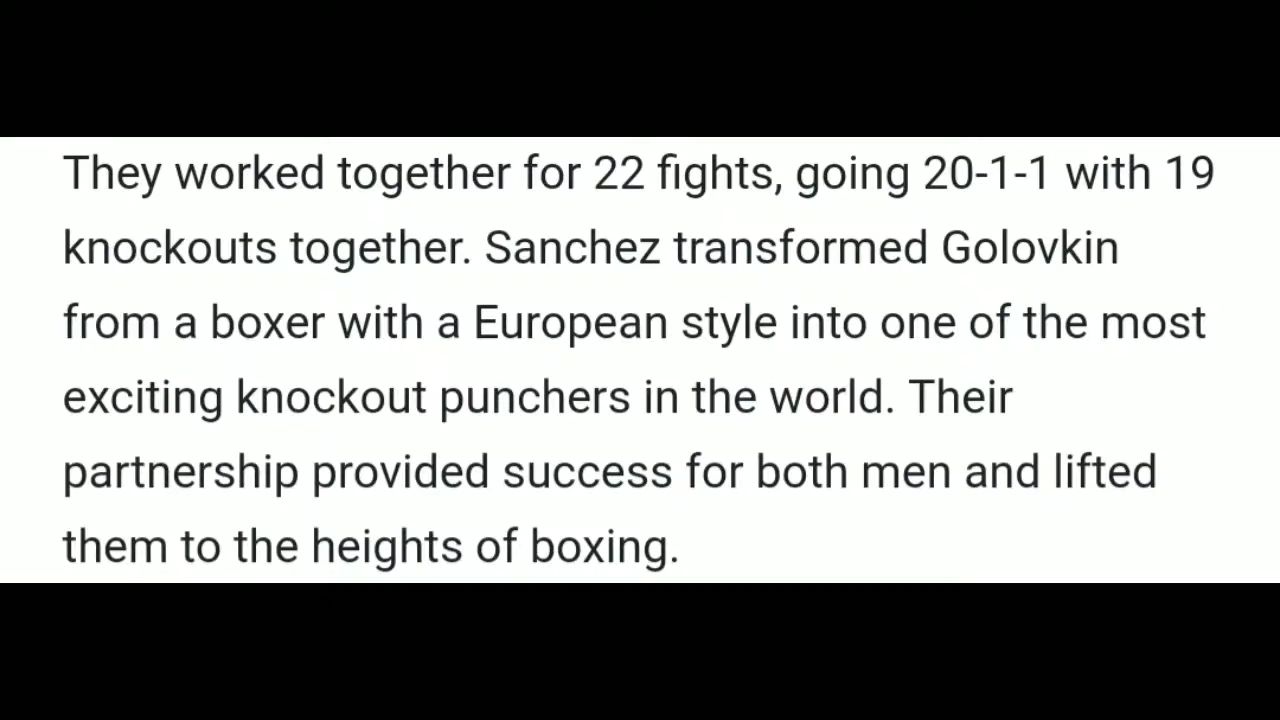 They worked together for 22 fights, going 20-1-1 with 19
knockouts together. Sanchez transformed Golovkin
from a boxer with a European style into one of the most
exciting knockout punchers in the world. Their
partnership provided success for both men and lifted
them to the heights of boxing.